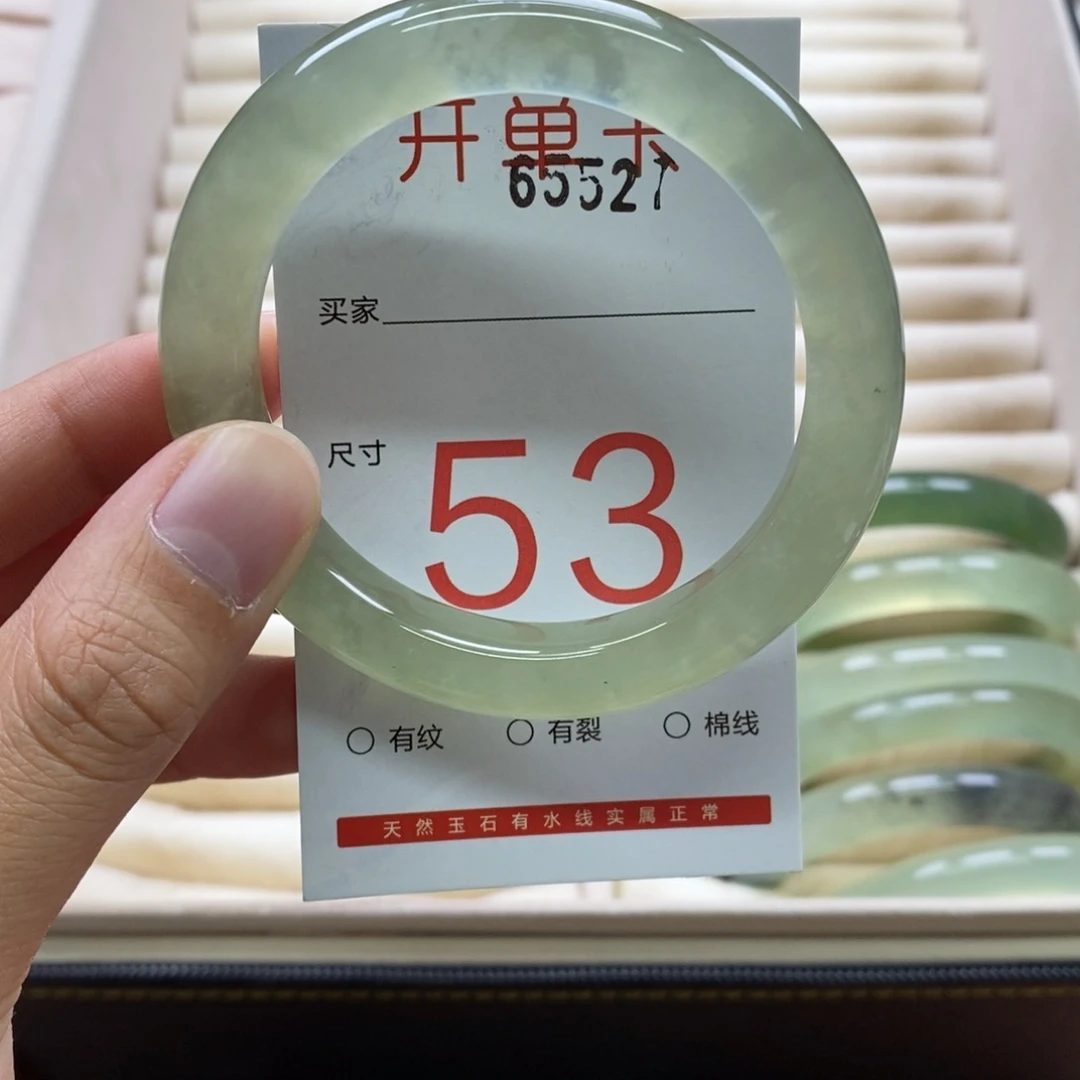 开单卡
65527
买家
尺寸 53
○ 有纹 ○ 有裂 ○ 棉线
天然玉石有水线实属正常